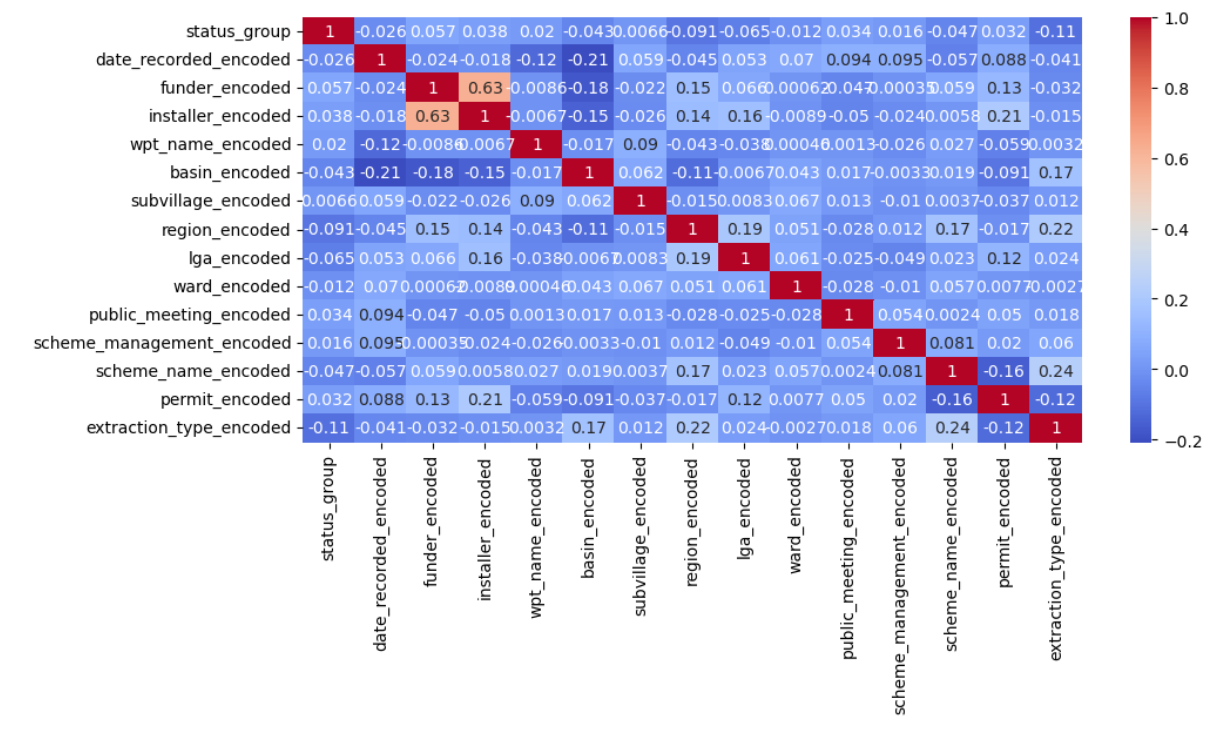 status_group 1 -0.026 0.057 0.038 0.02 -0.043 0.0066 -0.091 -0.065 -0.012 0.034 0.016 -0.047 0.032 -0.11
date_recorded_encoded -0.026 1 -0.024 -0.018 -0.12 -0.21 0.059 -0.045 0.053 0.07 0.094 0.095 -0.057 0.088 -0.041
funder_encoded 0.057 -0.024 1 0.63 -0.0086 -0.18 -0.022 0.15 0.066 0.00062 -0.047 0.00035 0.059 0.13 -0.032
installer_encoded 0.038 -0.018 0.63 1 -0.0067 -0.15 -0.026 0.14 0.16 -0.0089 -0.05 -0.024 0.0058 0.21 -0.015
wpt_name_encoded 0.02 -0.12 -0.0086 0.0067 1 -0.017 0.09 -0.043 -0.038 0.00046 0.0013 -0.026 0.027 -0.059 0.0032
basin_encoded -0.043 -0.21 -0.18 -0.15 -0.017 1 0.062 -0.11 -0.0067 0.043 0.017 -0.0033 0.019 -0.091 0.17
subvillage_encoded 0.0066 0.059 -0.022 -0.026 0.09 0.062 1 -0.015 0.0083 0.067 0.013 -0.01 0.0037 -0.037 0.012
region_encoded -0.091 -0.045 0.15 0.14 -0.043 -0.11 -0.015 1 0.19 0.051 -0.028 0.012 0.17 -0.017 0.22
lga_encoded -0.065 0.053 0.066 0.16 -0.038 0.0067 0.0083 0.19 1 0.061 -0.025 -0.049 0.023 0.12 0.024
ward_encoded -0.012 0.07 0.00062 -0.0089 0.00046 0.043 0.067 0.051 0.061 1 -0.028 -0.01 0.057 0.0077 -0.0027
public_meeting_encoded 0.034 0.094 -0.047 -0.05 0.0013 0.017 0.013 -0.028 -0.025 -0.028 1 0.054 0.0024 0.05 0.018
scheme_management_encoded 0.016 0.095 0.00035 -0.024 -0.026 -0.0033 -0.01 0.012 -0.049 -0.01 0.054 1 0.081 0.02 0.06
scheme_name_encoded -0.047 -0.057 0.059 0.0058 0.027 0.019 0.0037 0.17 0.023 0.057 0.0024 0.081 1 -0.16 0.24
permit_encoded 0.032 0.088 0.13 0.21 -0.059 -0.091 -0.037 -0.017 0.12 0.0077 0.05 0.02 -0.16 1 -0.12
extraction_type_encoded -0.11 -0.041 -0.032 -0.015 0.0032 0.17 0.012 0.22 0.024 -0.0027 0.018 0.06 0.24 -0.12 1
status_group
date_recorded_encoded
funder_encoded
installer_encoded
wpt_name_encoded
basin_encoded
subvillage_encoded
region_encoded
lga_encoded
ward_encoded
public_meeting_encoded
scheme_management_encoded
scheme_name_encoded
permit_encoded
extraction_type_encoded
1.0
0.8
0.6
0.4
0.2
0.0
−0.2